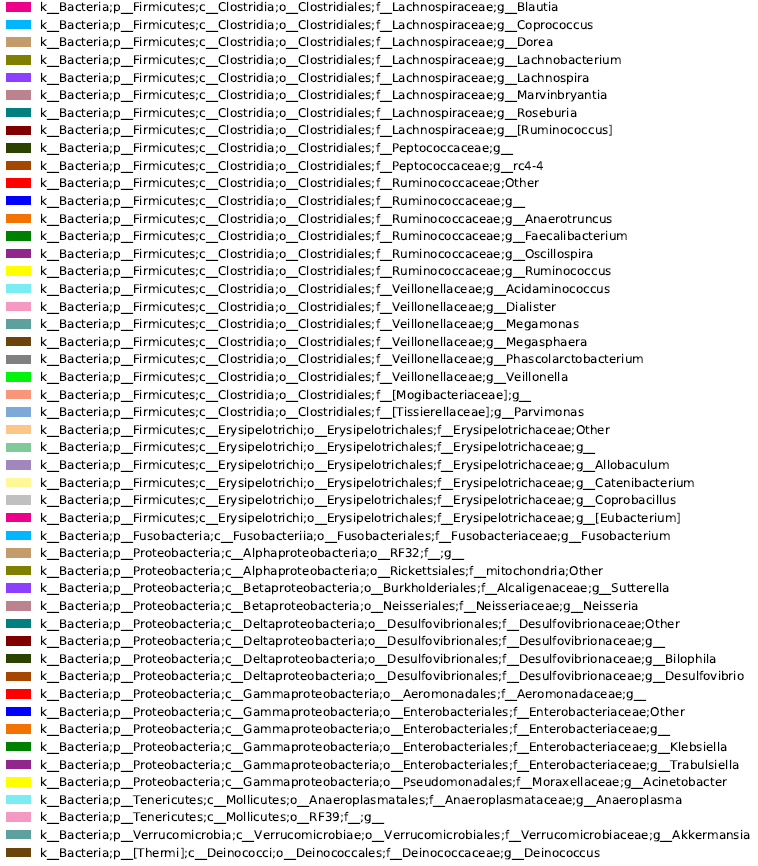 k__Bacteria;p__Firmicutes;c__Clostridia;o__Clostridiales;f__Lachnospiraceae;g__Blautia
k__Bacteria;p__Firmicutes;c__Clostridia;o__Clostridiales;f__Lachnospiraceae;g__Coprococcus
k__Bacteria;p__Firmicutes;c__Clostridia;o__Clostridiales;f__Lachnospiraceae;g__Dorea
k__Bacteria;p__Firmicutes;c__Clostridia;o__Clostridiales;f__Lachnospiraceae;g__Lachnobacterium
k__Bacteria;p__Firmicutes;c__Clostridia;o__Clostridiales;f__Lachnospiraceae;g__Lachnospira
k__Bacteria;p__Firmicutes;c__Clostridia;o__Clostridiales;f__Lachnospiraceae;g__Marvinbryantia
k__Bacteria;p__Firmicutes;c__Clostridia;o__Clostridiales;f__Lachnospiraceae;g__Roseburia
k__Bacteria;p__Firmicutes;c__Clostridia;o__Clostridiales;f__Lachnospiraceae;g__[Ruminococcus]
k__Bacteria;p__Firmicutes;c__Clostridia;o__Clostridiales;f__Peptococcaceae;g__
k__Bacteria;p__Firmicutes;c__Clostridia;o__Clostridiales;f__Peptococcaceae;g__rc4-4
k__Bacteria;p__Firmicutes;c__Clostridia;o__Clostridiales;f__Ruminococcaceae;Other
k__Bacteria;p__Firmicutes;c__Clostridia;o__Clostridiales;f__Ruminococcaceae;g__
k__Bacteria;p__Firmicutes;c__Clostridia;o__Clostridiales;f__Ruminococcaceae;g__Anaerotruncus
k__Bacteria;p__Firmicutes;c__Clostridia;o__Clostridiales;f__Ruminococcaceae;g__Faecalibacterium
k__Bacteria;p__Firmicutes;c__Clostridia;o__Clostridiales;f__Ruminococcaceae;g__Oscillospira
k__Bacteria;p__Firmicutes;c__Clostridia;o__Clostridiales;f__Ruminococcaceae;g__Ruminococcus
k__Bacteria;p__Firmicutes;c__Clostridia;o__Clostridiales;f__Veillonellaceae;g__Acidaminococcus
k__Bacteria;p__Firmicutes;c__Clostridia;o__Clostridiales;f__Veillonellaceae;g__Dialister
k__Bacteria;p__Firmicutes;c__Clostridia;o__Clostridiales;f__Veillonellaceae;g__Megamonas
k__Bacteria;p__Firmicutes;c__Clostridia;o__Clostridiales;f__Veillonellaceae;g__Megasphaera
k__Bacteria;p__Firmicutes;c__Clostridia;o__Clostridiales;f__Veillonellaceae;g__Phascolarctobacterium
k__Bacteria;p__Firmicutes;c__Clostridia;o__Clostridiales;f__Veillonellaceae;g__Veillonella
k__Bacteria;p__Firmicutes;c__Clostridia;o__Clostridiales;f__[Mogibacteriaceae];g__
k__Bacteria;p__Firmicutes;c__Clostridia;o__Clostridiales;f__[Tissierellaceae];g__Parvimonas
k__Bacteria;p__Firmicutes;c__Erysipelotrichi;o__Erysipelotrichales;f__Erysipelotrichaceae;Other
k__Bacteria;p__Firmicutes;c__Erysipelotrichi;o__Erysipelotrichales;f__Erysipelotrichaceae;g__
k__Bacteria;p__Firmicutes;c__Erysipelotrichi;o__Erysipelotrichales;f__Erysipelotrichaceae;g__Allobaculum
k__Bacteria;p__Firmicutes;c__Erysipelotrichi;o__Erysipelotrichales;f__Erysipelotrichaceae;g__Catenibacterium
k__Bacteria;p__Firmicutes;c__Erysipelotrichi;o__Erysipelotrichales;f__Erysipelotrichaceae;g__Coprobacillus
k__Bacteria;p__Firmicutes;c__Erysipelotrichi;o__Erysipelotrichales;f__Erysipelotrichaceae;g__[Eubacterium]
k__Bacteria;p__Fusobacteria;c__Fusobacteriia;o__Fusobacteriales;f__Fusobacteriaceae;g__Fusobacterium
k__Bacteria;p__Proteobacteria;c__Alphaproteobacteria;o__RF32;f__;g__
k__Bacteria;p__Proteobacteria;c__Alphaproteobacteria;o__Rickettsiales;f__mitochondria;Other
k__Bacteria;p__Proteobacteria;c__Betaproteobacteria;o__Burkholderiales;f__Alcaligenaceae;g__Sutterella
k__Bacteria;p__Proteobacteria;c__Betaproteobacteria;o__Neisseriales;f__Neisseriaceae;g__Neisseria
k__Bacteria;p__Proteobacteria;c__Deltaproteobacteria;o__Desulfovibrionales;f__Desulfovibrionaceae;Other
k__Bacteria;p__Proteobacteria;c__Deltaproteobacteria;o__Desulfovibrionales;f__Desulfovibrionaceae;g__
k__Bacteria;p__Proteobacteria;c__Deltaproteobacteria;o__Desulfovibrionales;f__Desulfovibrionaceae;g__Bilophila
k__Bacteria;p__Proteobacteria;c__Deltaproteobacteria;o__Desulfovibrionales;f__Desulfovibrionaceae;g__Desulfovibrio
k__Bacteria;p__Proteobacteria;c__Gammaproteobacteria;o__Aeromonadales;f__Aeromonadaceae;g__
k__Bacteria;p__Proteobacteria;c__Gammaproteobacteria;o__Enterobacteriales;f__Enterobacteriaceae;Other
k__Bacteria;p__Proteobacteria;c__Gammaproteobacteria;o__Enterobacteriales;f__Enterobacteriaceae;g__
k__Bacteria;p__Proteobacteria;c__Gammaproteobacteria;o__Enterobacteriales;f__Enterobacteriaceae;g__Klebsiella
k__Bacteria;p__Proteobacteria;c__Gammaproteobacteria;o__Enterobacteriales;f__Enterobacteriaceae;g__Trabulsiella
k__Bacteria;p__Proteobacteria;c__Gammaproteobacteria;o__Pseudomonadales;f__Moraxellaceae;g__Acinetobacter
k__Bacteria;p__Tenericutes;c__Mollicutes;o__Anaeroplasmatales;f__Anaeroplasmataceae;g__Anaeroplasma
k__Bacteria;p__Tenericutes;c__Mollicutes;o__RF39;f__;g__
k__Bacteria;p__Verrucomicrobia;c__Verrucomicrobiae;o__Verrucomicrobiales;f__Verrucomicrobiaceae;g__Akkermansia
k__Bacteria;p__[Thermi];c__Deinococci;o__Deinococcales;f__Deinococcaceae;g__Deinococcus